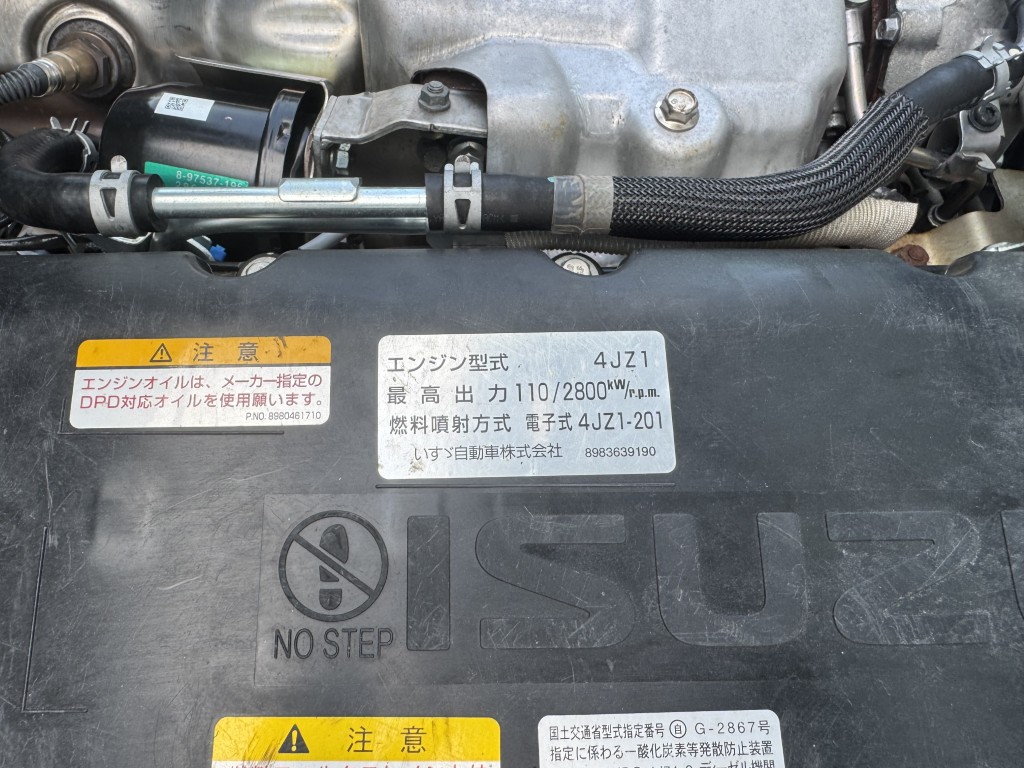 8-97537-195
⚠ 注意
エンジンオイルは、メーカー指定の
DPD対応オイルを使用願います。
P.NO. 8980461710
エンジン型式 4JZ1
最高出力 110/2800kW/r.p.m.
燃料噴射方式 電子式 4JZ1-201
いすゞ自動車株式会社 8983639190
ISUZ
NO STEP
⚠ 注意
国土交通省型式指定番号 自 G-2867号
指定に係わる一酸化炭素等発散防止装置